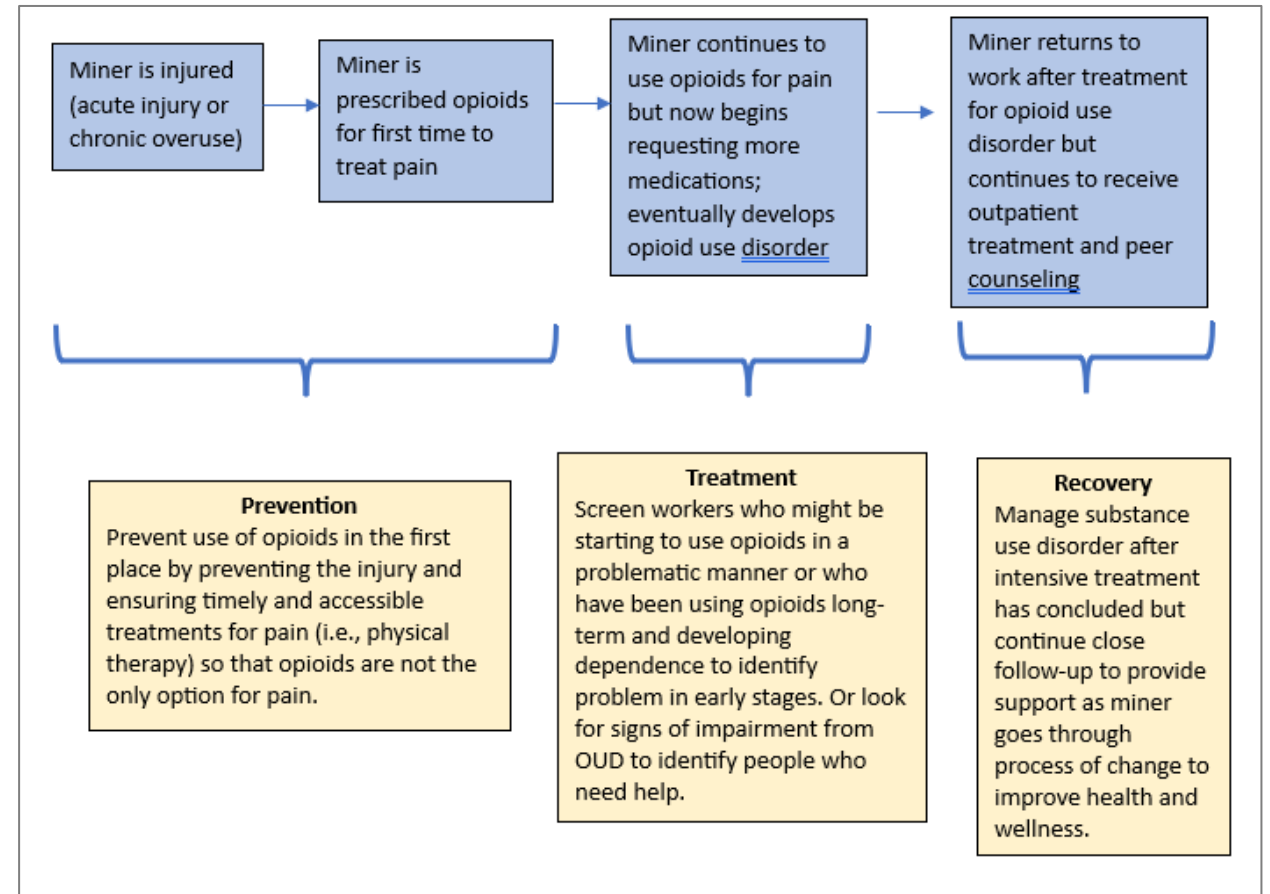 Miner is injured
(acute injury or
chronic overuse)
Miner is
prescribed opioids
for first time to
treat pain
Miner continues to
use opioids for pain
but now begins
requesting more
medications;
eventually develops
opioid use disorder
Miner returns to
work after treatment
for opioid use
disorder but
continues to receive
outpatient
treatment and peer
counseling
Prevention
Prevent use of opioids in the first
place by preventing the injury and
ensuring timely and accessible
treatments for pain (i.e., physical
therapy) so that opioids are not the
only option for pain.
Treatment
Screen workers who might be
starting to use opioids in a
problematic manner or who
have been using opioids long-
term and developing
dependence to identify
problem in early stages. Or look
for signs of impairment from
OUD to identify people who
need help.
Recovery
Manage substance
use disorder after
intensive treatment
has concluded but
continue close
follow-up to provide
support as miner
goes through
process of change to
improve health and
wellness.